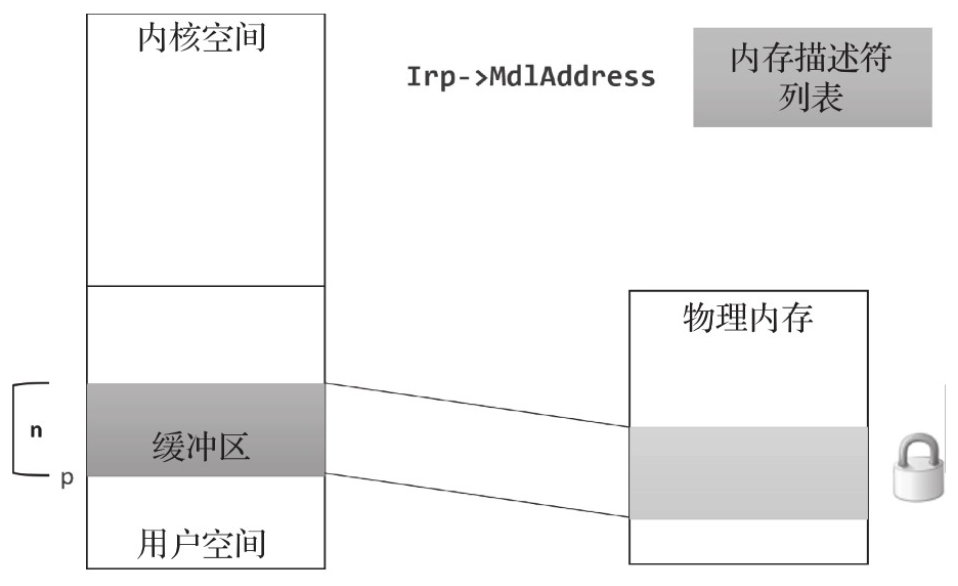 内核空间
Irp->MdlAddress
内存描述符
列表
物理内存
n
缓冲区
p
用户空间